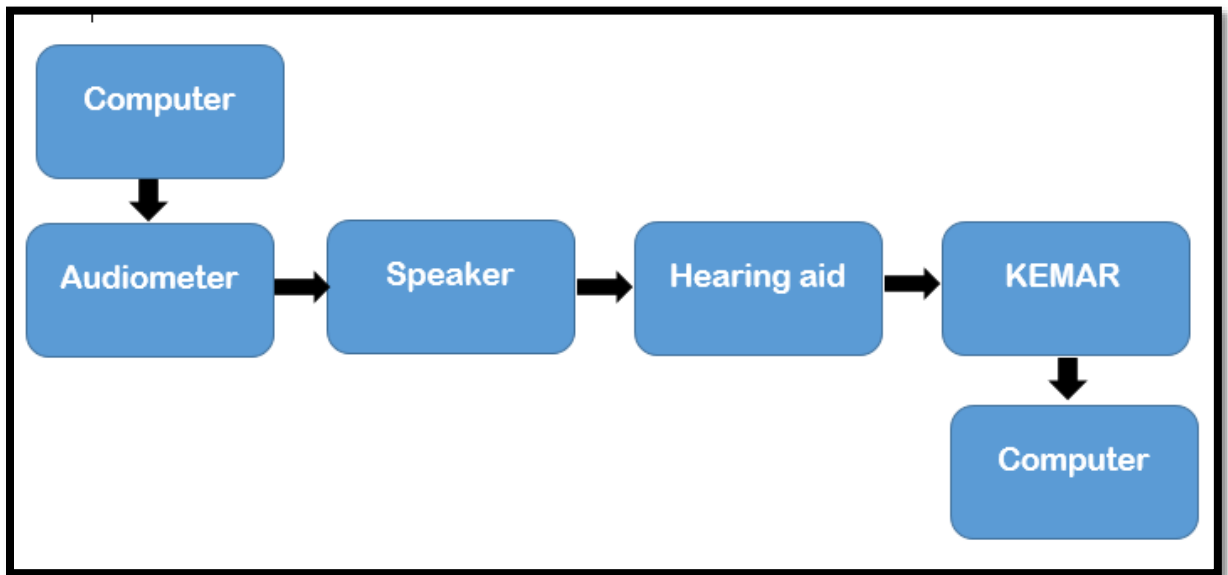 Computer
Audiometer
Speaker
Hearing aid
KEMAR
Computer